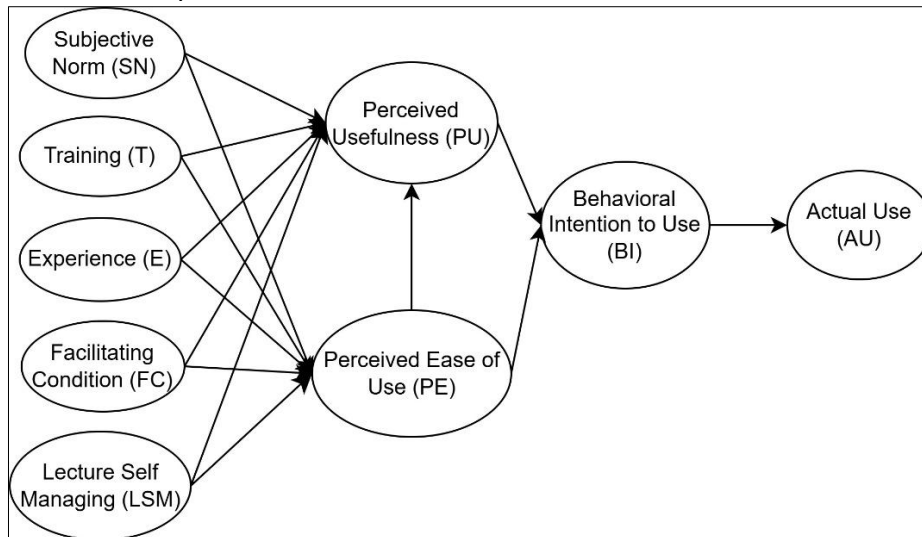 Subjective
Norm (SN)
Training (T)
Experience (E)
Facilitating
Condition (FC)
Lecture Self
Managing (LSM)
Perceived
Usefulness (PU)
Perceived Ease of
Use (PE)
Behavioral
Intention to Use
(BI)
Actual Use
(AU)